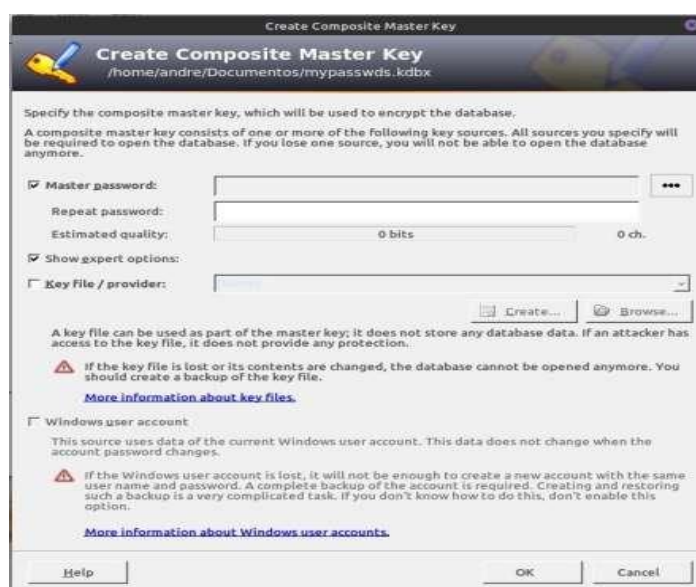 Create Composite Master Key
Create Composite Master Key
/home/andre/Documentos/mypasswds.kdbx
Specify the composite master key, which will be used to encrypt the database.
A composite master key consists of one or more of the following key sources. All sources you specify will
be required to open the database. If you lose one source, you will not be able to open the database
anymore.
Master password:
Repeat password:
Estimated quality: 0 bits 0 ch.
Show expert options:
Key file / provider:
Create... Browse...
A key file can be used as part of the master key; it does not store any database data. If an attacker has
access to the key file, it does not provide any protection.
If the key file is lost or its contents are changed, the database cannot be opened anymore. You
should create a backup of the key file.
More information about key files.
Windows user account
This source uses data of the current Windows user account. This data does not change when the
account password changes.
If the Windows user account is lost, it will not be enough to create a new account with the same
user name and password. A complete backup of the account is required. Creating and restoring
such a backup is a very complicated task. If you don't know how to do this, don't enable this
option.
More information about Windows user accounts.
Help OK Cancel